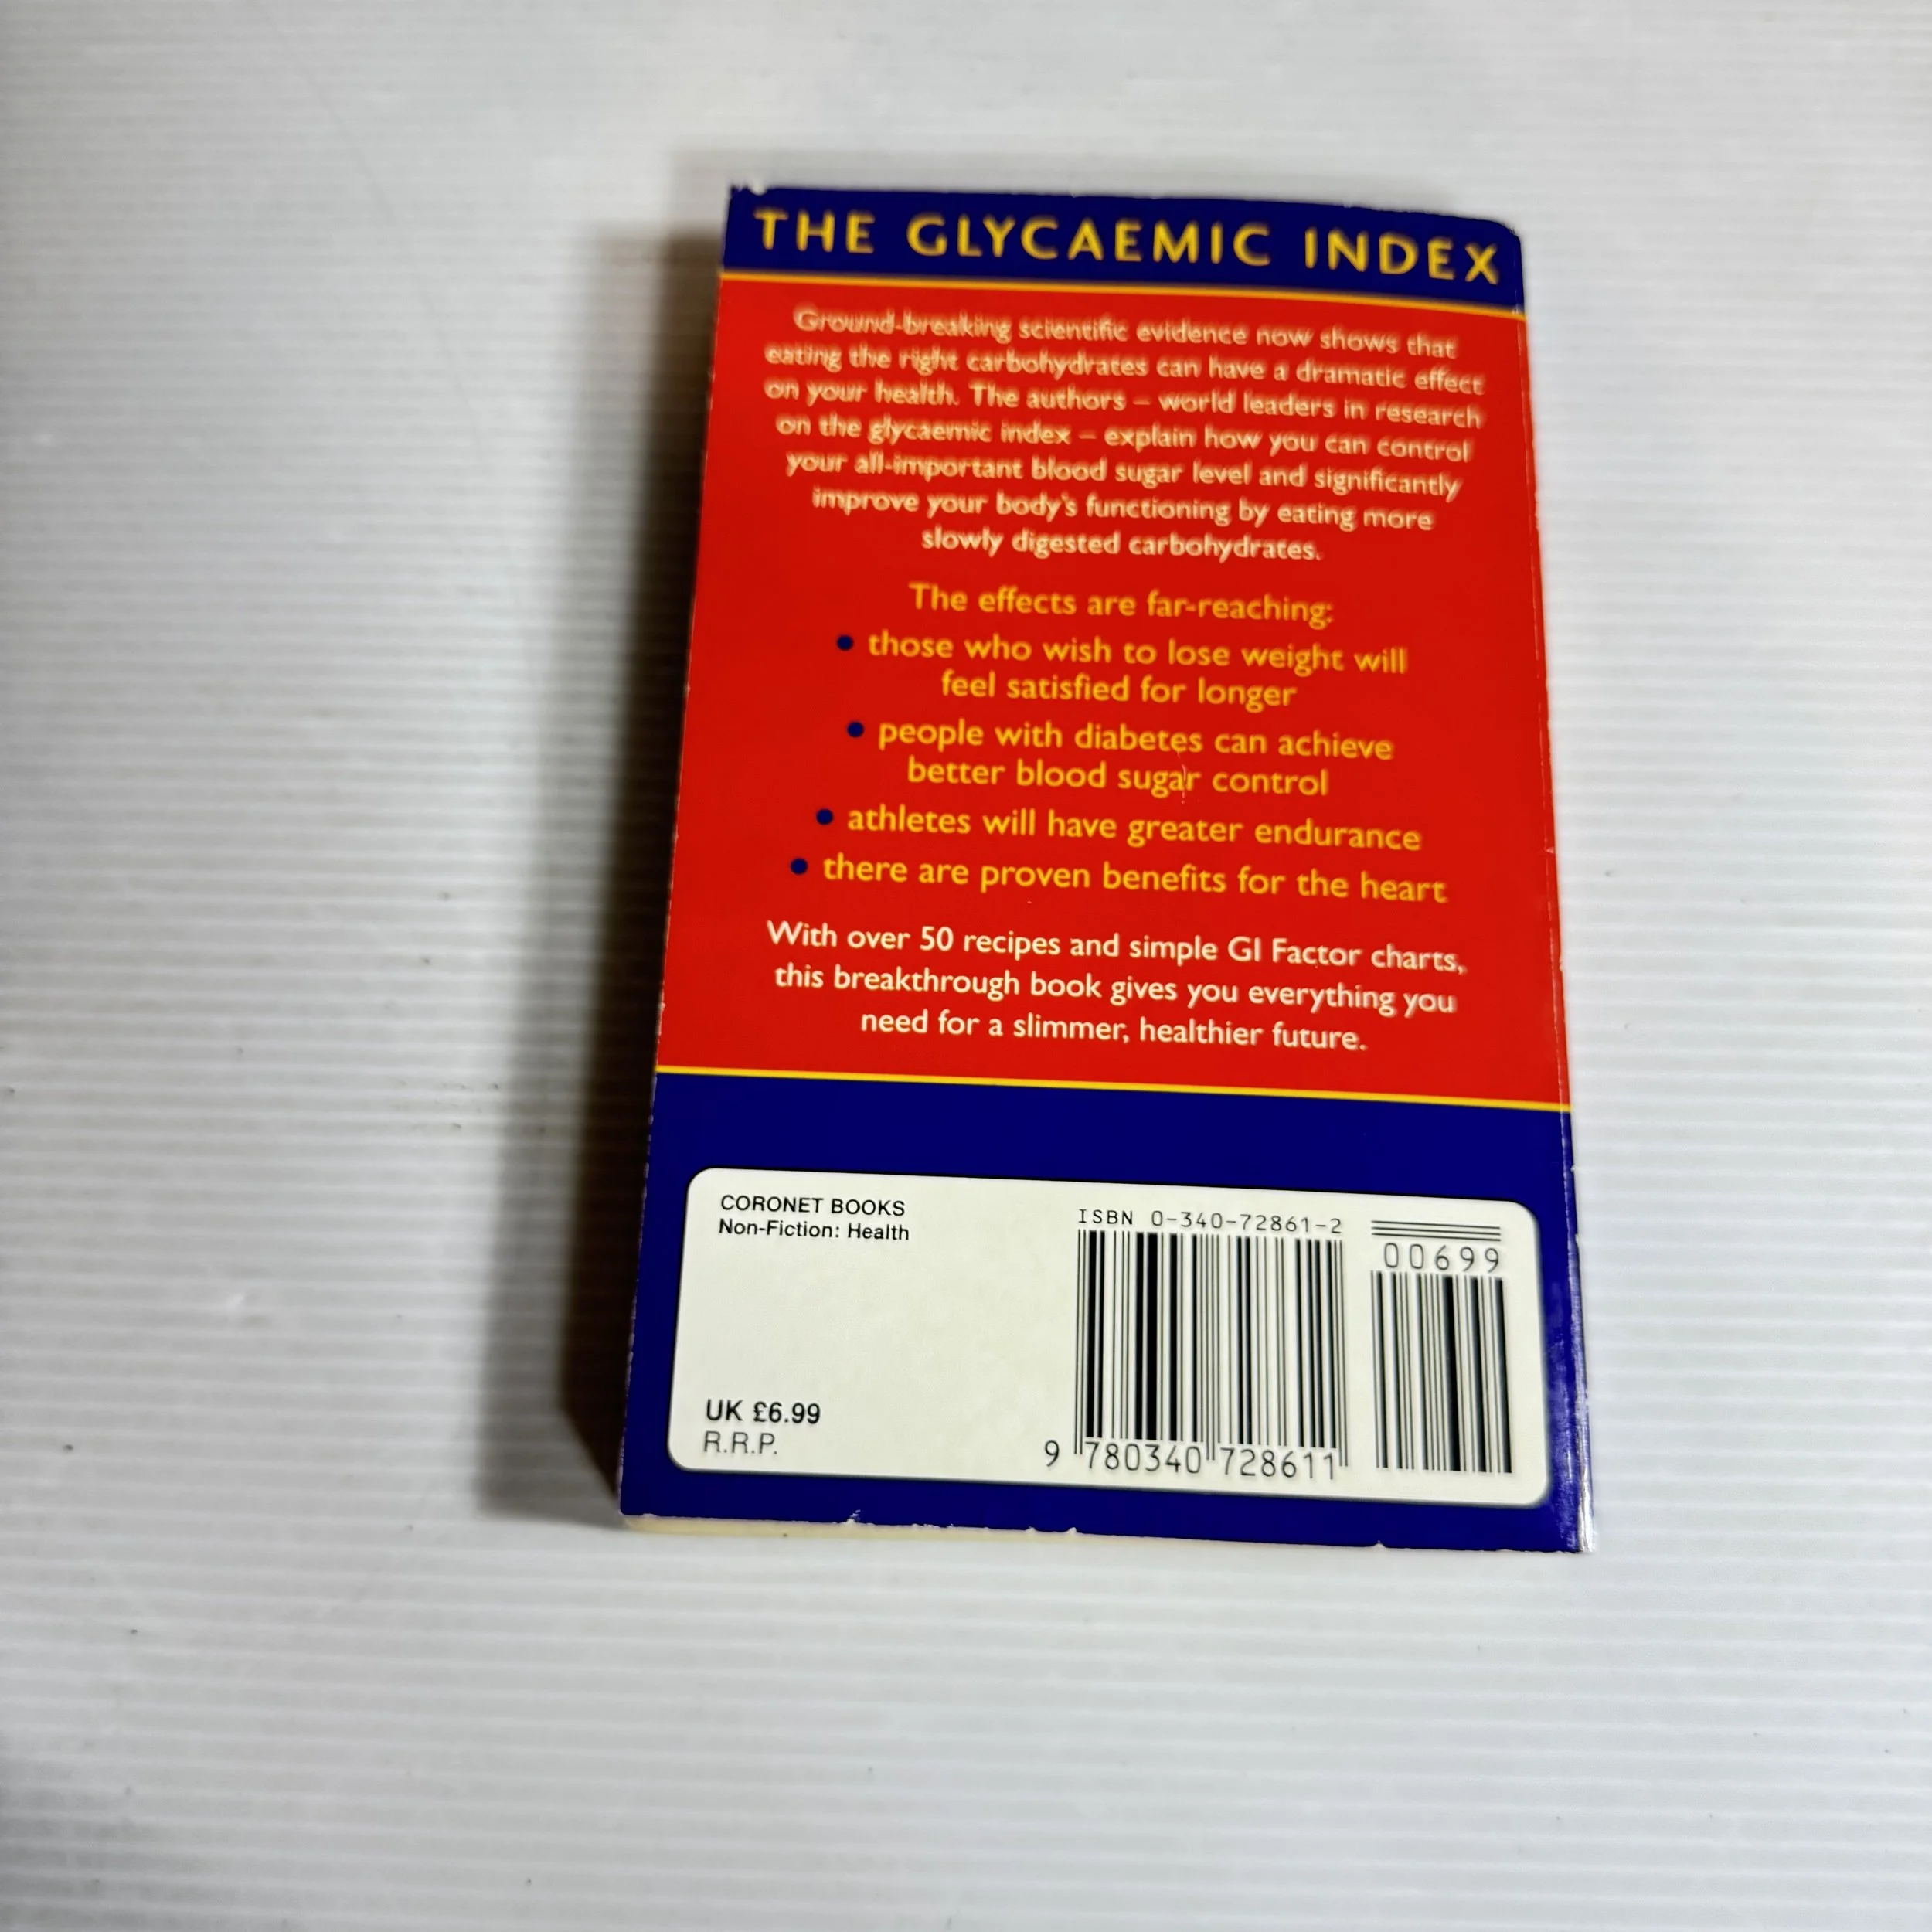 THE GLYCAEMIC INDEX
Ground-breaking scientific evidence now shows that
eating the right carbohydrates can have a dramatic effect
on your health. The authors – world leaders in research
on the glycaemic index – explain how you can control
your all-important blood sugar level and significantly
improve your body's functioning by eating more
slowly digested carbohydrates.
The effects are far-reaching:
• those who wish to lose weight will
feel satisfied for longer
• people with diabetes can achieve
better blood sugar control
• athletes will have greater endurance
• there are proven benefits for the heart
With over 50 recipes and simple GI Factor charts,
this breakthrough book gives you everything you
need for a slimmer, healthier future.
CORONET BOOKS
Non-Fiction: Health
UK £6.99
R.R.P.
ISBN 0-340-72861-2
00699
9 780340 728611